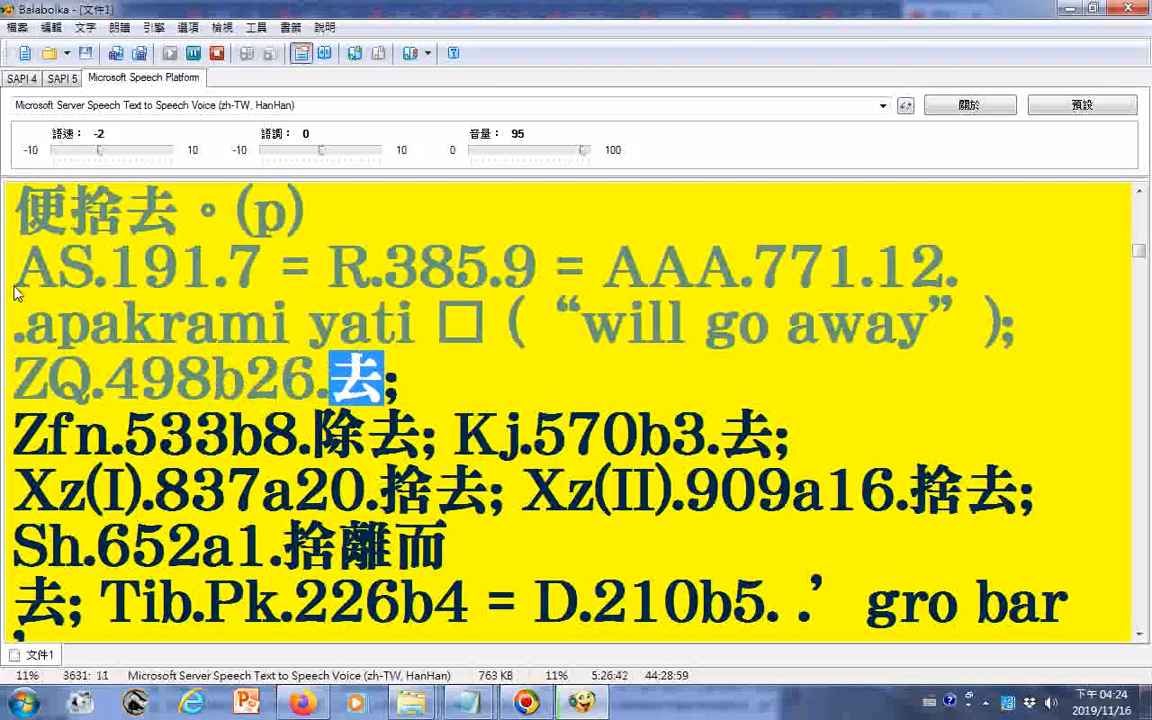 Balabolka - [文件1]
檔案 編輯 文字 朗讀 引擎 選項 檢視 工具 書籤 說明
SAPI 4 SAPI 5 Microsoft Speech Platform
Microsoft Server Speech Text to Speech Voice (zh-TW, HanHan) 關於 預設
語速： -2 語調： 0 音量： 95
-10 10 -10 10 0 100
便捨去。(p)
AS.191.7 = R.385.9 = AAA.771.12.
.apakrami yati □ (“will go away”);
ZQ.498b26.去;
Zfn.533b8.除去; Kj.570b3.去;
Xz(I).837a20.捨去; Xz(II).909a16.捨去;
Sh.652a1.捨離而
去; Tib.Pk.226b4 = D.210b5. .’ gro bar
文件1
11% 3631: 11 Microsoft Server Speech Text to Speech Voice (zh-TW, HanHan) 763 KB 11% 5:26:42 44:28:59
下午 04:24
2019/11/16